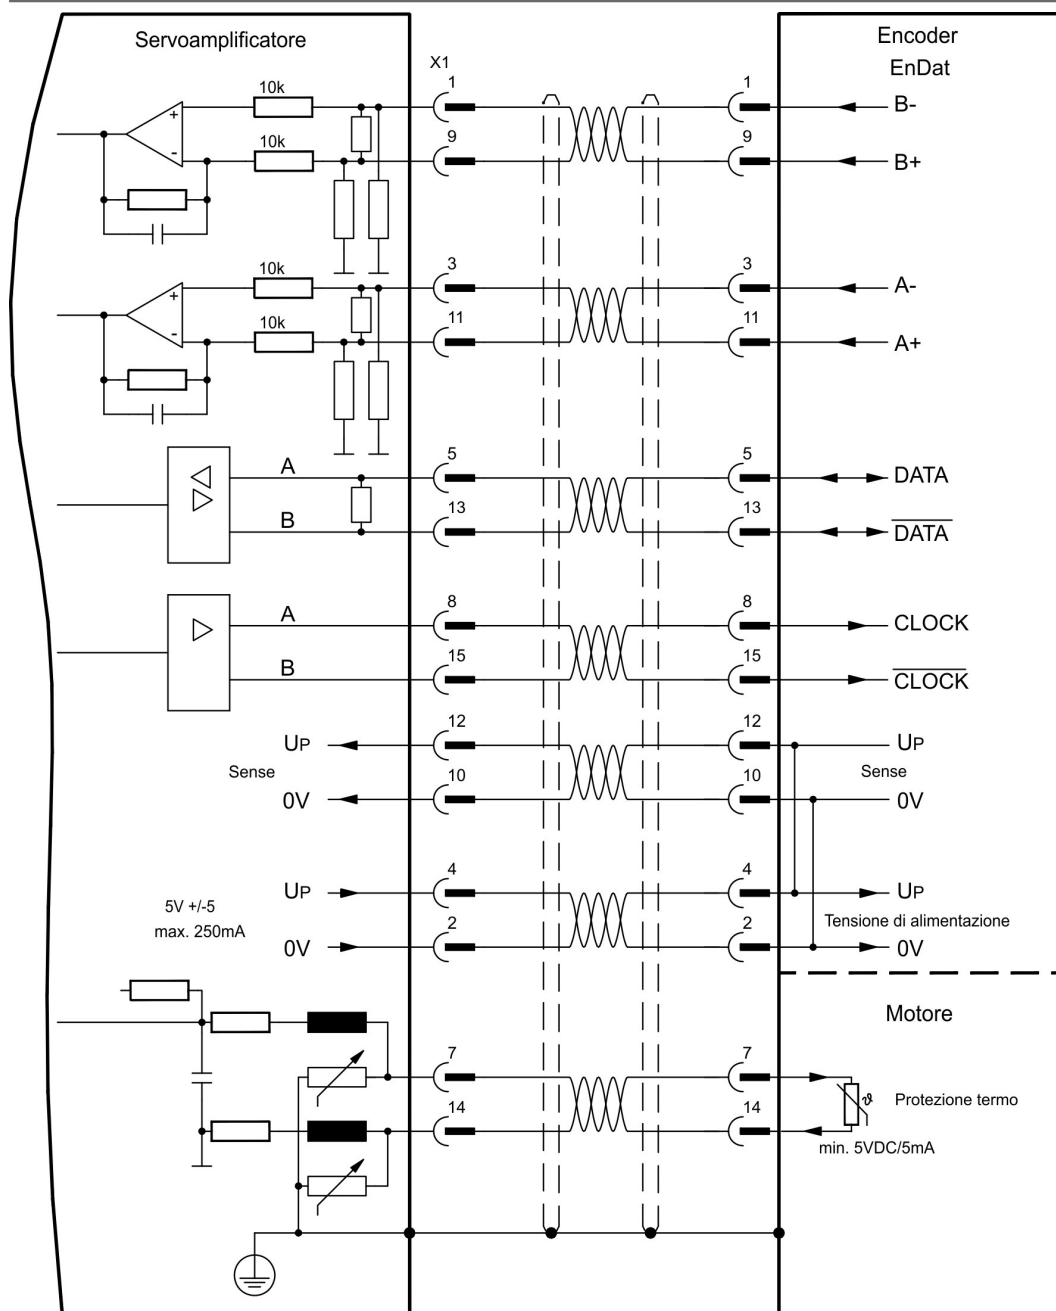 Servoamplificatore
Encoder
EnDat
X1
10k
1
1
B-
+
10k
9
9
B+
-
10k
3
3
A-
+
10k
11
11
A+
-
A
5
5
DATA
B
13
13
DATA
A
8
8
CLOCK
B
15
15
CLOCK
UP
12
12
UP
Sense
Sense
0V
10
10
0V
UP
4
4
UP
5V +/-5
max. 250mA
Tensione di alimentazione
0V
2
2
0V
Motore
7
7
ϑ
Protezione termo
14
14
min. 5VDC/5mA